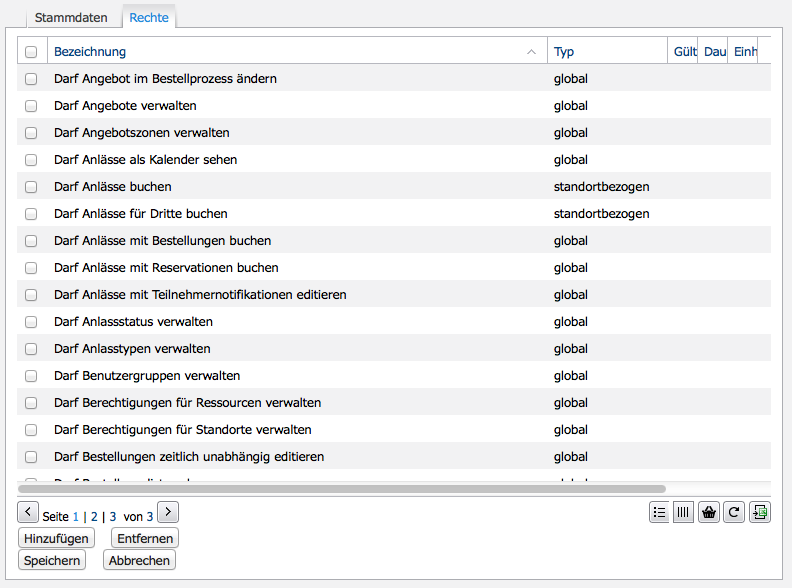 Stammdaten Rechte
Bezeichnung Typ Gült Dau Einh
Darf Angebot im Bestellprozess ändern global
Darf Angebote verwalten global
Darf Angebotszonen verwalten global
Darf Anlässe als Kalender sehen global
Darf Anlässe buchen standortbezogen
Darf Anlässe für Dritte buchen standortbezogen
Darf Anlässe mit Bestellungen buchen global
Darf Anlässe mit Reservationen buchen global
Darf Anlässe mit Teilnehmernotifikationen editieren global
Darf Anlassstatus verwalten global
Darf Anlasstypen verwalten global
Darf Benutzergruppen verwalten global
Darf Berechtigungen für Ressourcen verwalten global
Darf Berechtigungen für Standorte verwalten global
Darf Bestellungen zeitlich unabhängig editieren global
Seite 1 | 2 | 3 von 3
Hinzufügen Entfernen
Speichern Abbrechen